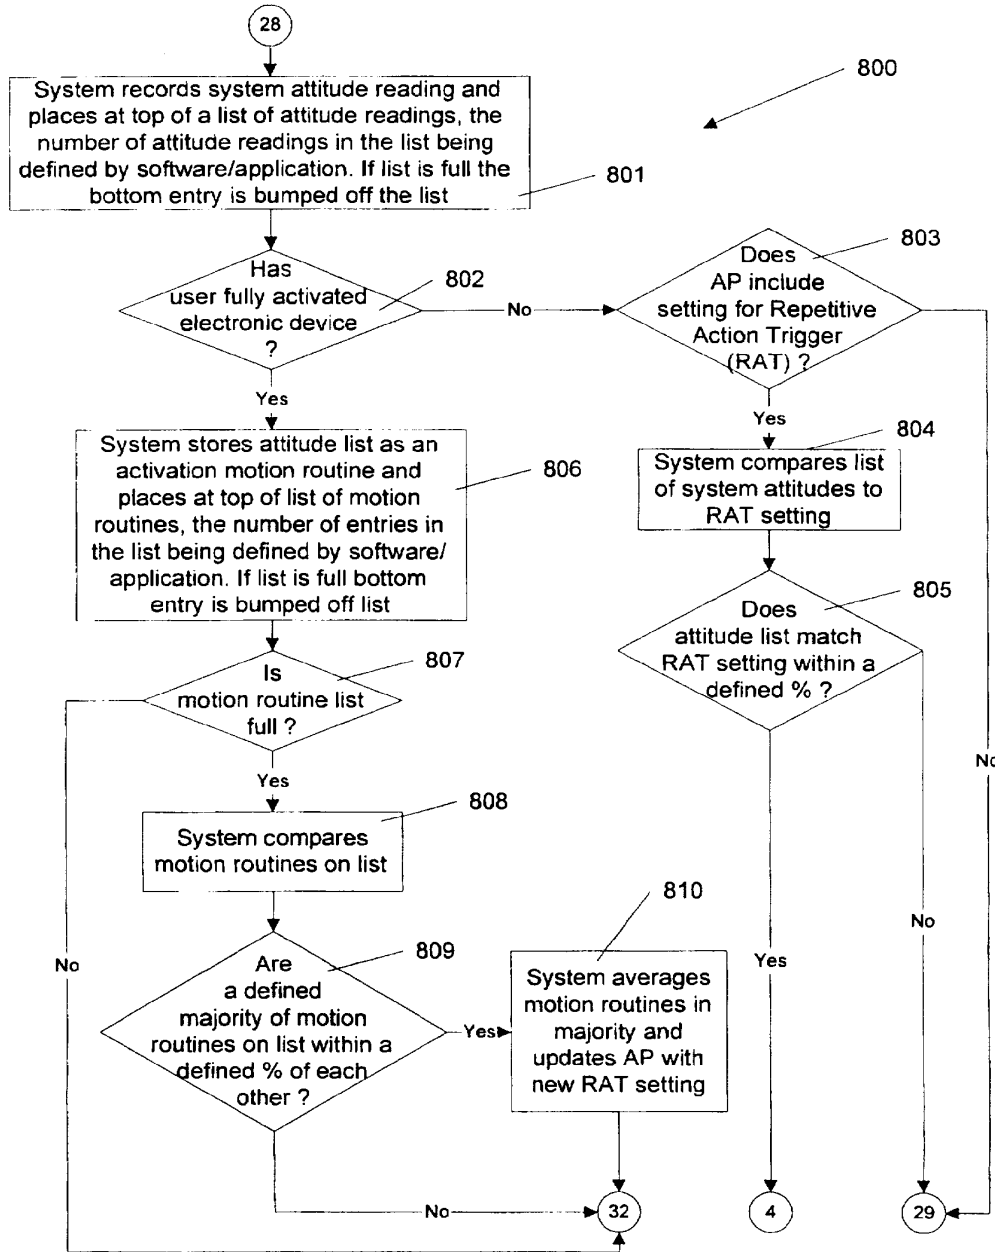 28
800
System records system attitude reading and
places at top of a list of attitude readings, the
number of attitude readings in the list being
defined by software/application. If list is full the
bottom entry is bumped off the list
801
Has
user fully activated
electronic device
?
802
No
Does
AP include
setting for Repetitive
Action Trigger
(RAT) ?
803
Yes
Yes
System stores attitude list as an
activation motion routine and
places at top of list of motion
routines, the number of entries in
the list being defined by software/
application. If list is full bottom
entry is bumped off list
806
804
System compares list
of system attitudes to
RAT setting
805
Does
attitude list match
RAT setting within a
defined % ?
807
Is
motion routine list
full ?
No
Yes
808
System compares
motion routines on list
810
No
No
Yes
809
Are
a defined
majority of motion
routines on list within a
defined % of each
other ?
Yes
System averages
motion routines in
majority and
updates AP with
new RAT setting
No
32
4
29